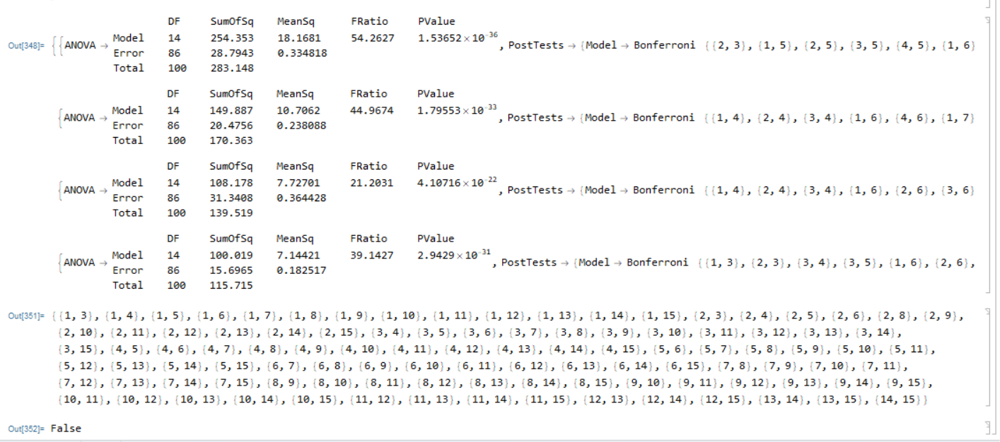 DF SumOfSq MeanSq FRatio PValue
Out[348]= {{ANOVA → Model 14 254.353 18.1681 54.2627 1.53652×10^-36 , PostTests → {Model → Bonferroni {{2, 3}, {1, 5}, {2, 5}, {3, 5}, {4, 5}, {1, 6}
Error 86 28.7943 0.334818
Total 100 283.148
DF SumOfSq MeanSq FRatio PValue
{ANOVA → Model 14 149.887 10.7062 44.9674 1.79553×10^-33 , PostTests → {Model → Bonferroni {{1, 4}, {2, 4}, {3, 4}, {1, 6}, {4, 6}, {1, 7}
Error 86 20.4756 0.238088
Total 100 170.363
DF SumOfSq MeanSq FRatio PValue
{ANOVA → Model 14 108.178 7.72701 21.2031 4.10716×10^-22 , PostTests → {Model → Bonferroni {{1, 4}, {2, 4}, {3, 4}, {1, 6}, {2, 6}, {3, 6}
Error 86 31.3408 0.364428
Total 100 139.519
DF SumOfSq MeanSq FRatio PValue
{ANOVA → Model 14 100.019 7.14421 39.1427 2.9429×10^-31 , PostTests → {Model → Bonferroni {{1, 3}, {2, 3}, {3, 4}, {3, 5}, {1, 6}, {2, 6},
Error 86 15.6965 0.182517
Total 100 115.715
Out[351]= {{1, 3}, {1, 4}, {1, 5}, {1, 6}, {1, 7}, {1, 8}, {1, 9}, {1, 10}, {1, 11}, {1, 12}, {1, 13}, {1, 14}, {1, 15}, {2, 3}, {2, 4}, {2, 5}, {2, 6}, {2, 8}, {2, 9},
{2, 10}, {2, 11}, {2, 12}, {2, 13}, {2, 14}, {2, 15}, {3, 4}, {3, 5}, {3, 6}, {3, 7}, {3, 8}, {3, 9}, {3, 10}, {3, 11}, {3, 12}, {3, 13}, {3, 14},
{3, 15}, {4, 5}, {4, 6}, {4, 7}, {4, 8}, {4, 9}, {4, 10}, {4, 11}, {4, 12}, {4, 13}, {4, 14}, {4, 15}, {5, 6}, {5, 7}, {5, 8}, {5, 9}, {5, 10}, {5, 11},
{5, 12}, {5, 13}, {5, 14}, {5, 15}, {6, 7}, {6, 8}, {6, 9}, {6, 10}, {6, 11}, {6, 12}, {6, 13}, {6, 14}, {6, 15}, {7, 8}, {7, 9}, {7, 10}, {7, 11},
{7, 12}, {7, 13}, {7, 14}, {7, 15}, {8, 9}, {8, 10}, {8, 11}, {8, 12}, {8, 13}, {8, 14}, {8, 15}, {9, 10}, {9, 11}, {9, 12}, {9, 13}, {9, 14}, {9, 15},
{10, 11}, {10, 12}, {10, 13}, {10, 14}, {10, 15}, {11, 12}, {11, 13}, {11, 14}, {11, 15}, {12, 13}, {12, 14}, {12, 15}, {13, 14}, {13, 15}, {14, 15}}
Out[352]= False